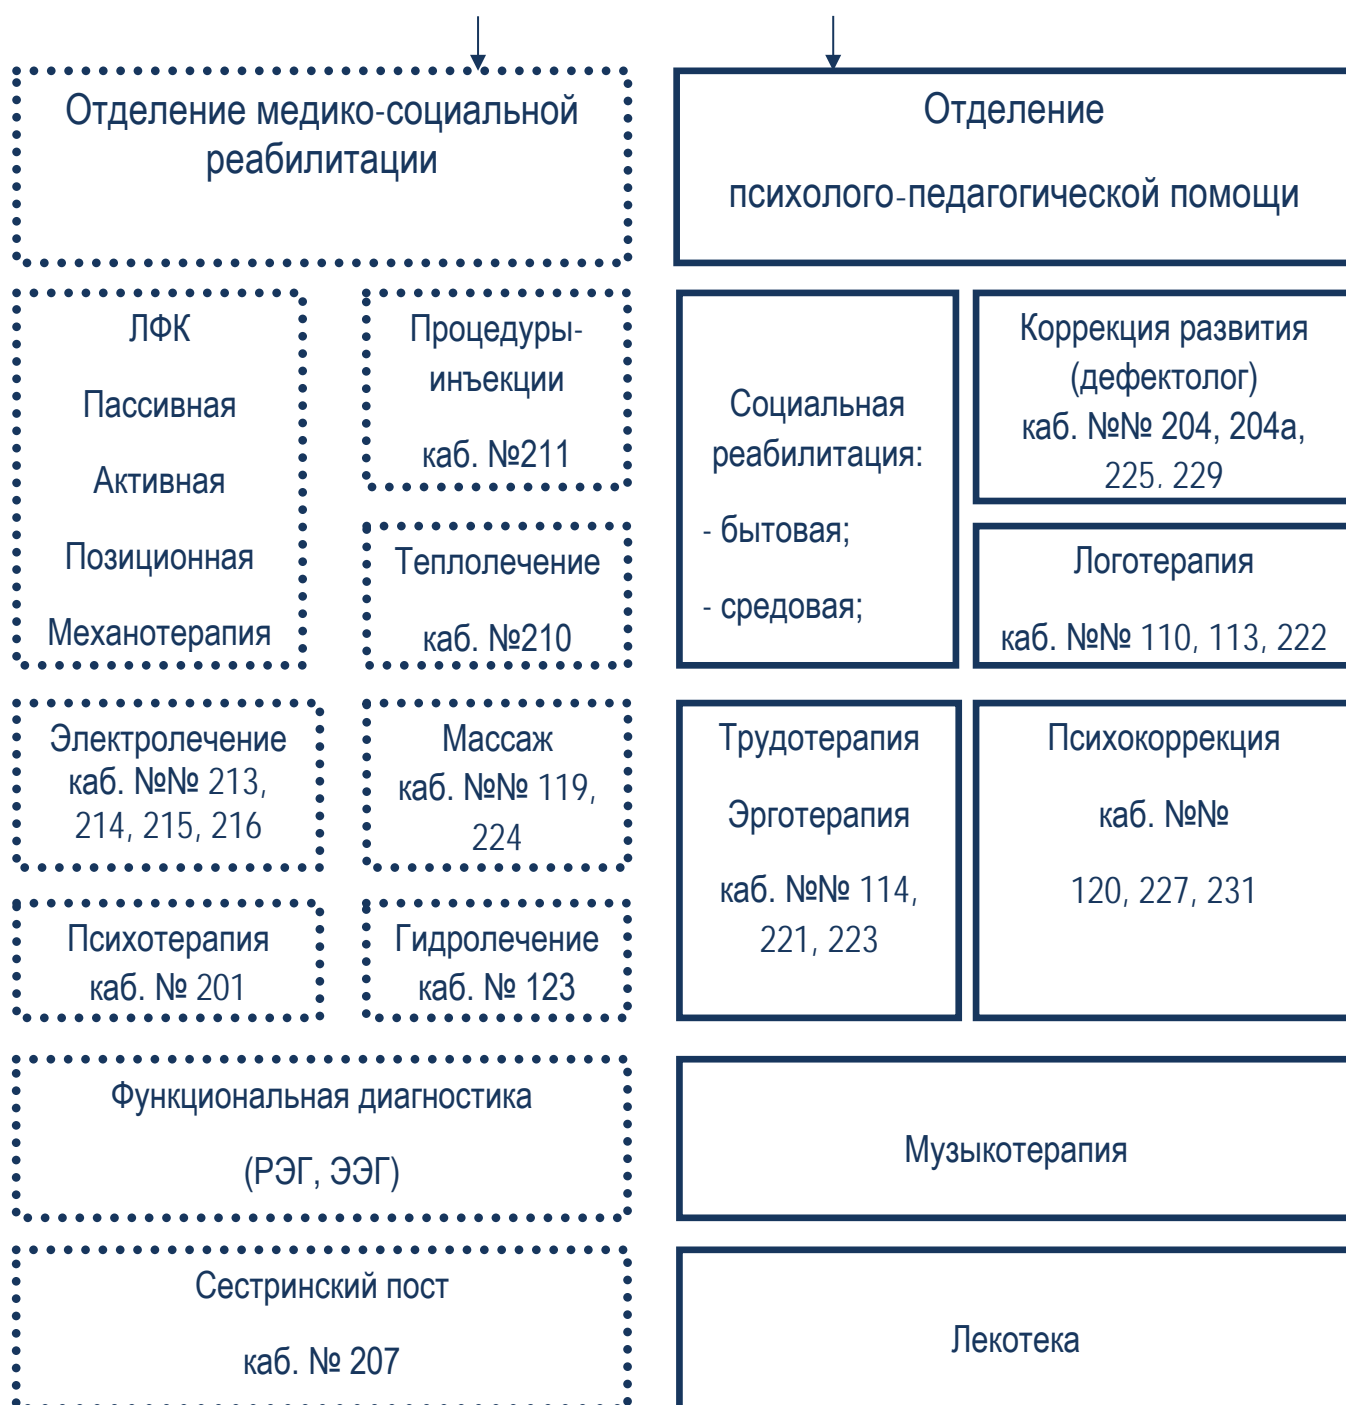 Отделение медико-социальной
реабилитации
Отделение
психолого-педагогической помощи
ЛФК
Пассивная
Активная
Позиционная
Механотерапия
Процедуры-
инъекции
каб. №211
Теплолечение
каб. №210
Социальная
реабилитация:
- бытовая;
- средовая;
Коррекция развития
(дефектолог)
каб. №№ 204, 204а,
225, 229
Логотерапия
каб. №№ 110, 113, 222
Электролечение
каб. №№ 213,
214, 215, 216
Массаж
каб. №№ 119,
224
Трудотерапия
Эрготерапия
каб. №№ 114,
221, 223
Психокоррекция
каб. №№
120, 227, 231
Психотерапия
каб. № 201
Гидролечение
каб. № 123
Функциональная диагностика
(РЭГ, ЭЭГ)
Музыкотерапия
Сестринский пост
каб. № 207
Лекотека